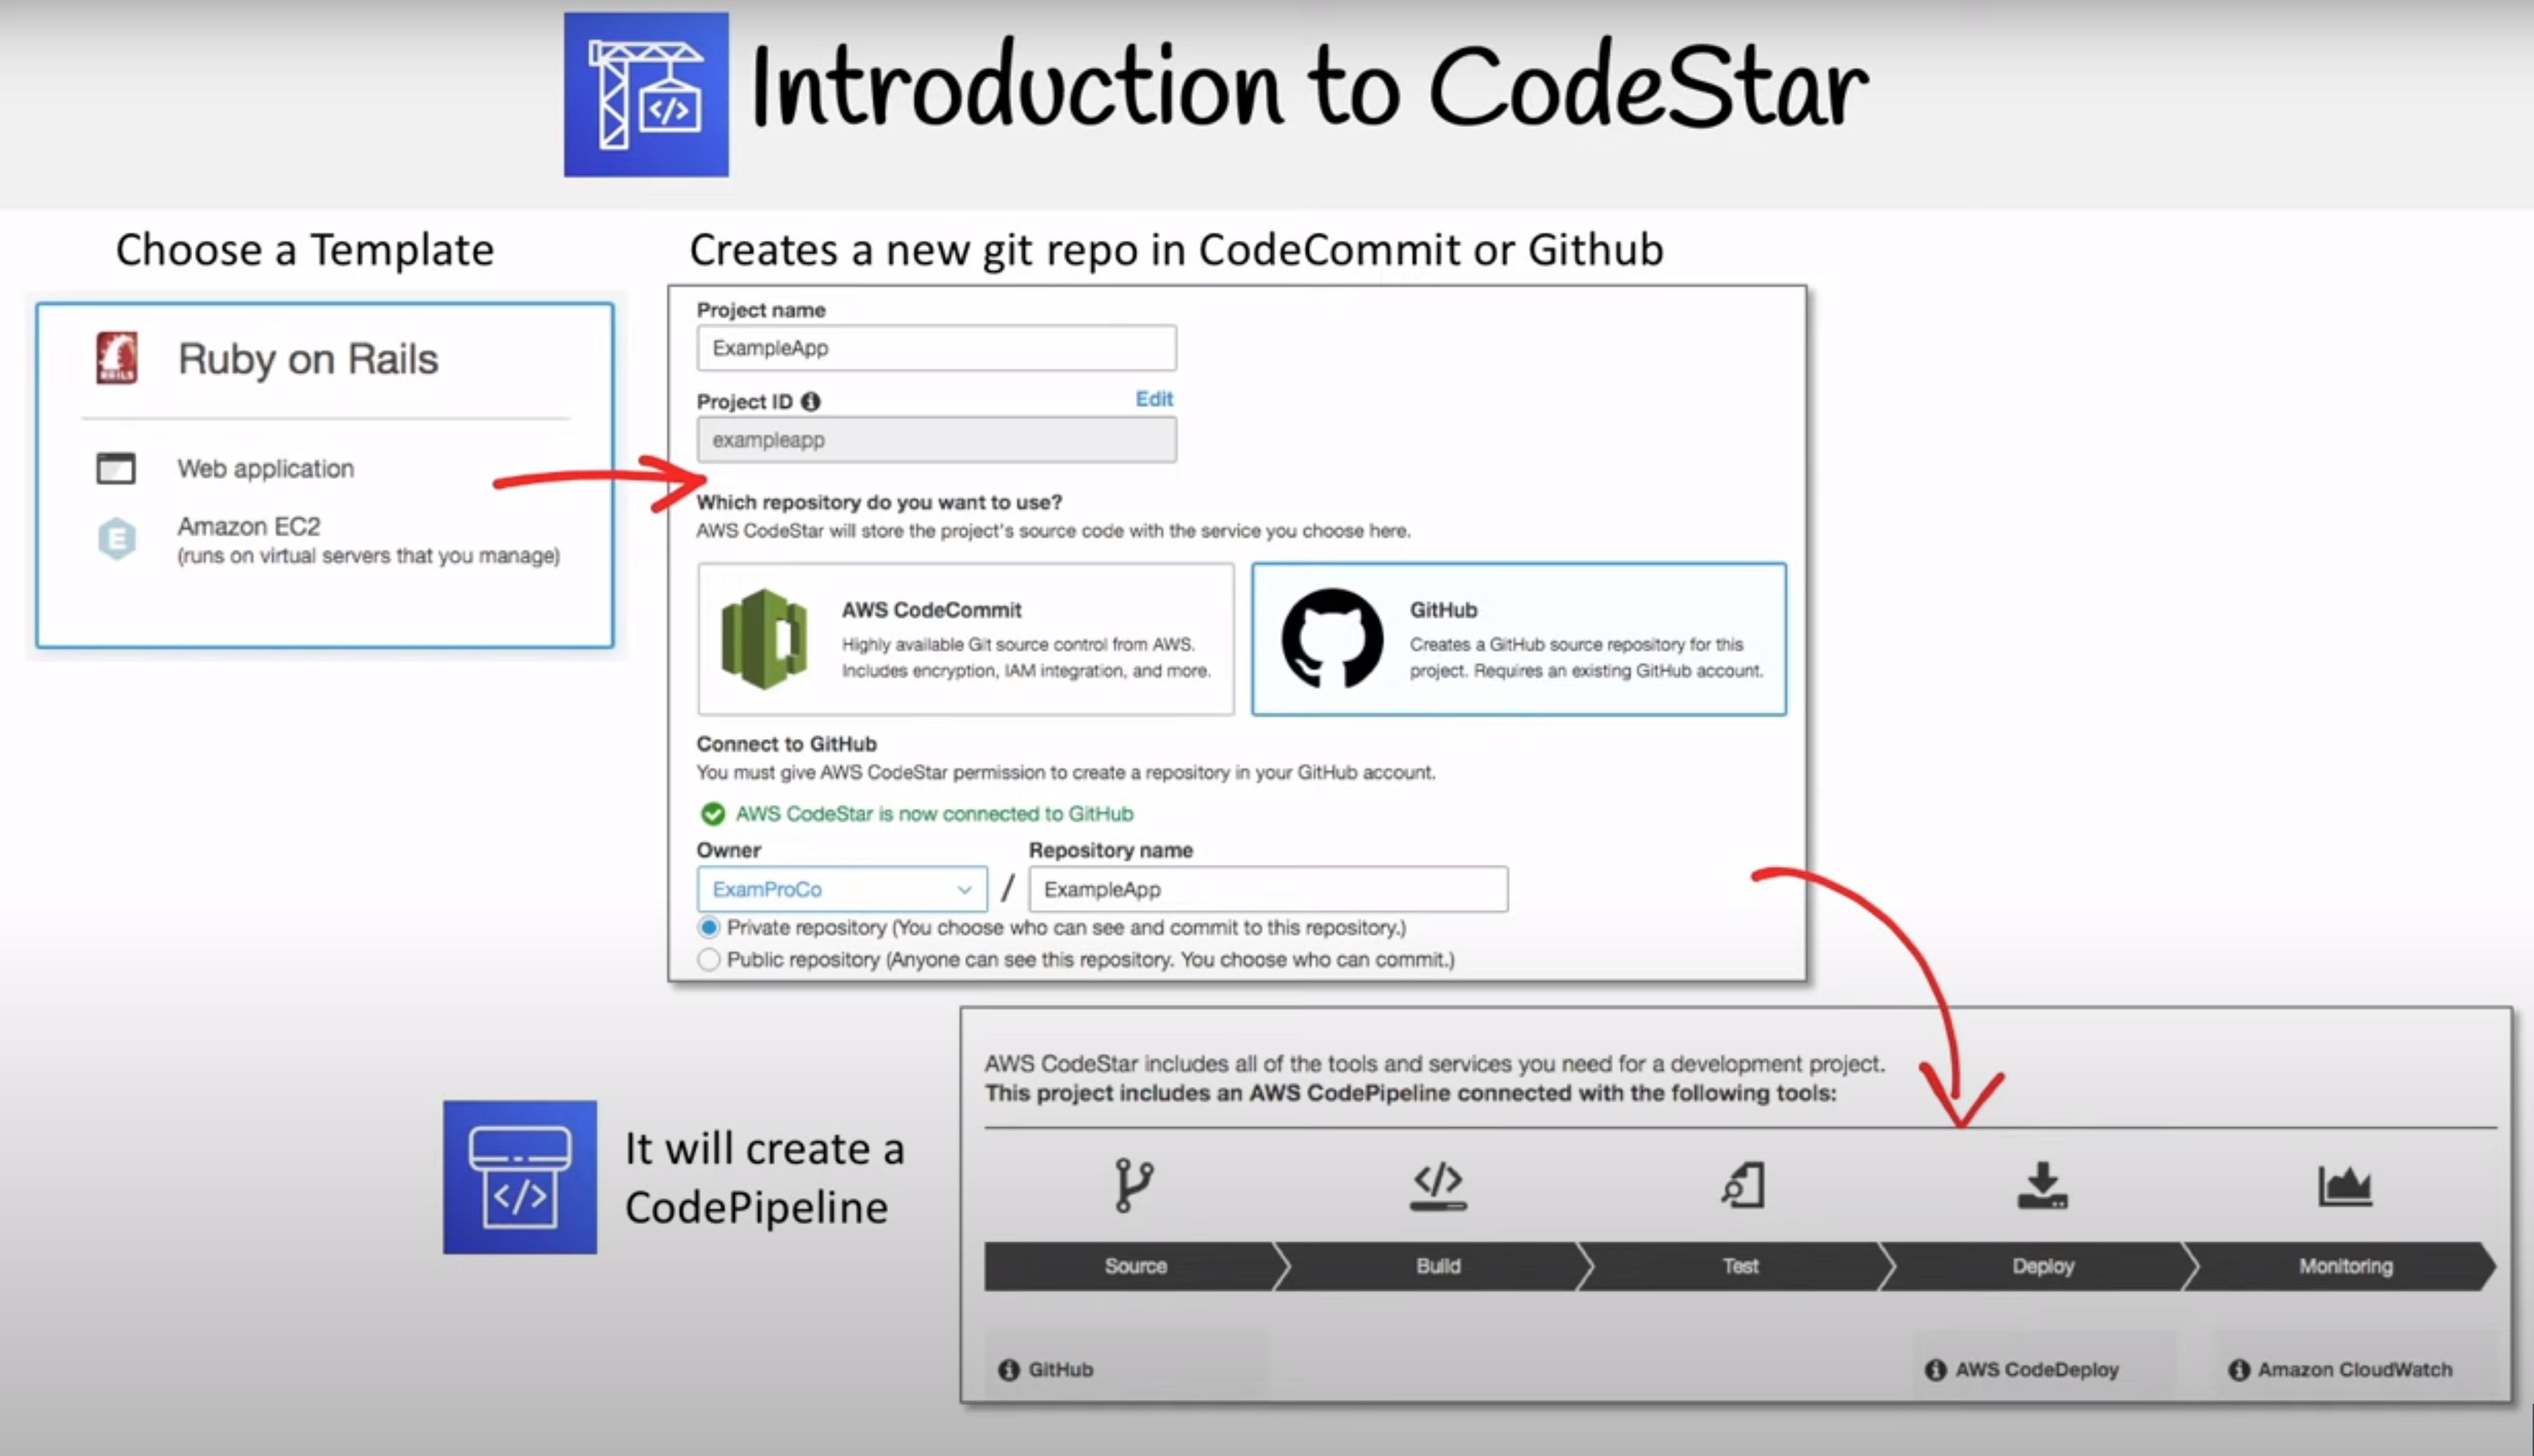 Introduction to CodeStar
Choose a Template
Ruby on Rails
Web application
Amazon EC2
(runs on virtual servers that you manage)
Creates a new git repo in CodeCommit or Github
Project name
ExampleApp
Project ID
Edit
exampleapp
Which repository do you want to use?
AWS CodeStar will store the project's source code with the service you choose here.
AWS CodeCommit
Highly available Git source control from AWS.
Includes encryption, IAM integration, and more.
GitHub
Creates a GitHub source repository for this
project. Requires an existing GitHub account.
Connect to GitHub
You must give AWS CodeStar permission to create a repository in your GitHub account.
AWS CodeStar is now connected to GitHub
Owner
Repository name
ExamProCo
/
ExampleApp
Private repository (You choose who can see and commit to this repository.)
Public repository (Anyone can see this repository. You choose who can commit.)
It will create a
CodePipeline
AWS CodeStar includes all of the tools and services you need for a development project.
This project includes an AWS CodePipeline connected with the following tools:
Source
Build
Test
Deploy
Monitoring
GitHub
AWS CodeDeploy
Amazon CloudWatch